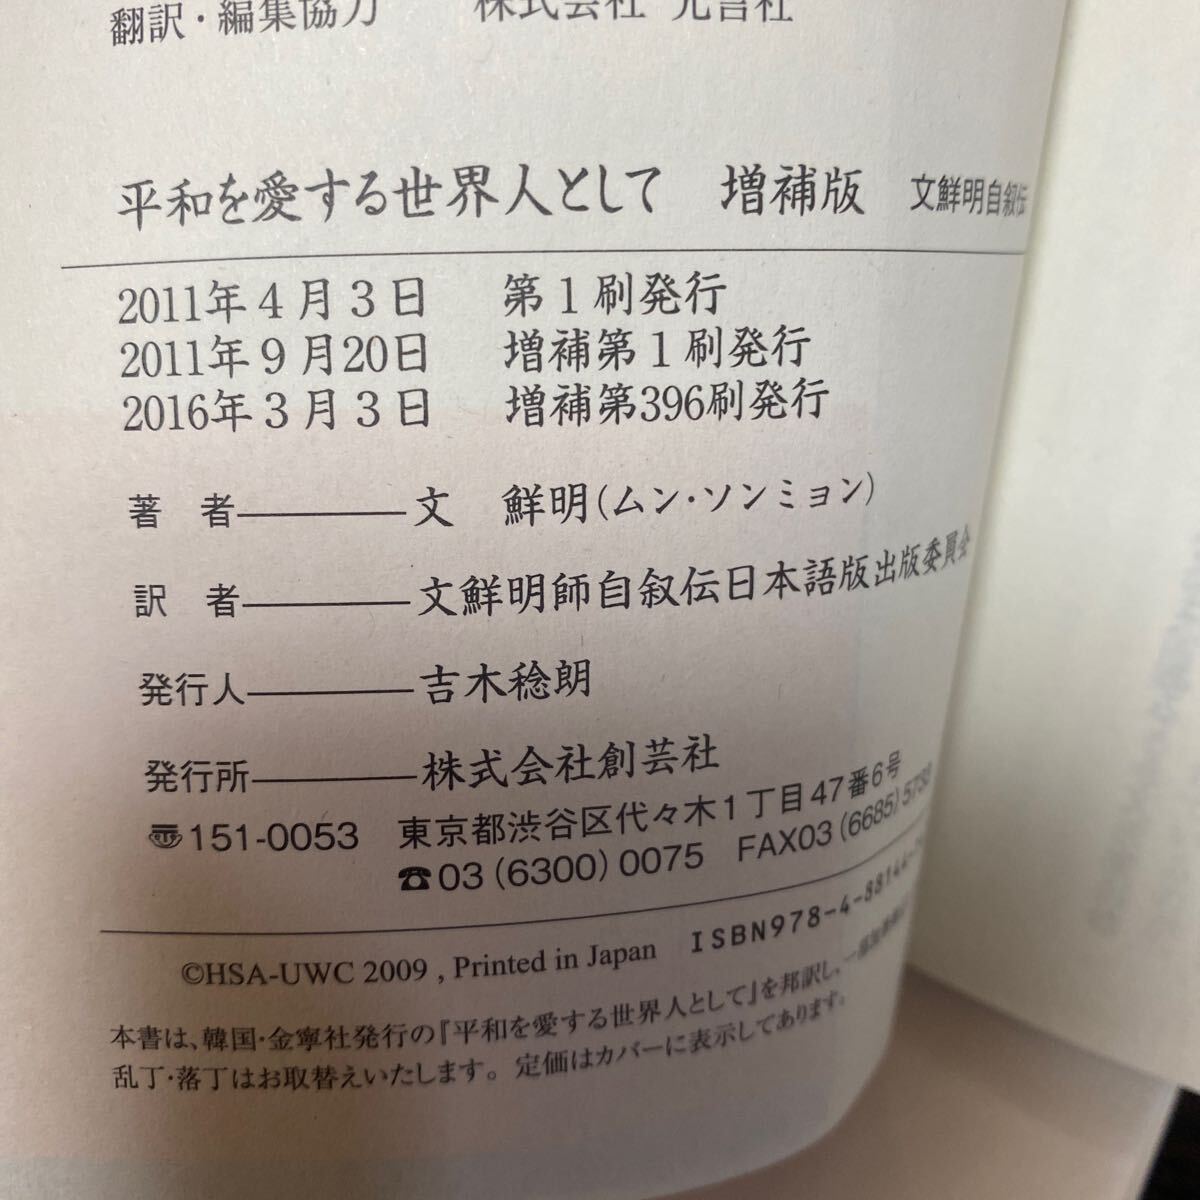 翻訳・編集協力 株式会社 光言社
平和を愛する世界人として 増補版 文鮮明自叙伝
2011年4月3日 第1刷発行
2011年9月20日 増補第1刷発行
2016年3月3日 増補第396刷発行
著 者 ――― 文 鮮明(ムン・ソンミョン)
訳 者 ――― 文鮮明師自叙伝日本語版出版委員会
発行人 ――― 吉木稔朗
発行所 ――― 株式会社創芸社
〠151-0053 東京都渋谷区代々木1丁目47番6号
☎03(6300)0075 FAX03(6685)573
ISBN978-4-88144-
©HSA-UWC 2009 , Printed in Japan
本書は、韓国・金寧社発行の『平和を愛する世界人として』を邦訳し、一部
乱丁・落丁はお取替えいたします。定価はカバーに表示してあります。